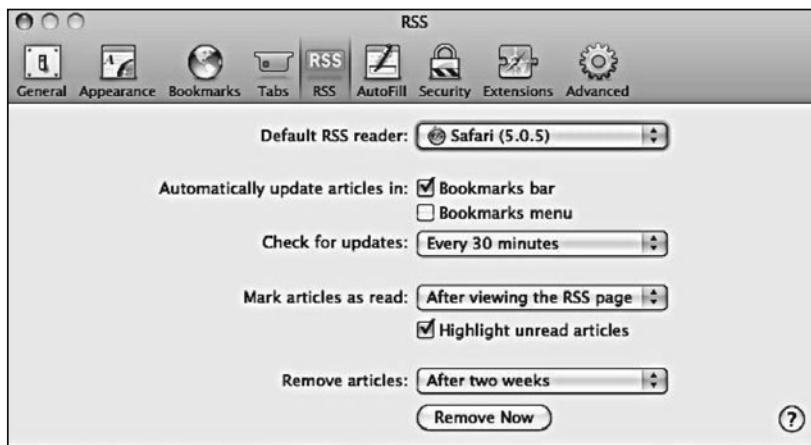 RSS
RSS
General Appearance Bookmarks Tabs RSS AutoFill Security Extensions Advanced
Default RSS reader: Safari (5.0.5)
Automatically update articles in: Bookmarks bar
Bookmarks menu
Check for updates: Every 30 minutes
Mark articles as read: After viewing the RSS page
Highlight unread articles
Remove articles: After two weeks
Remove Now ?